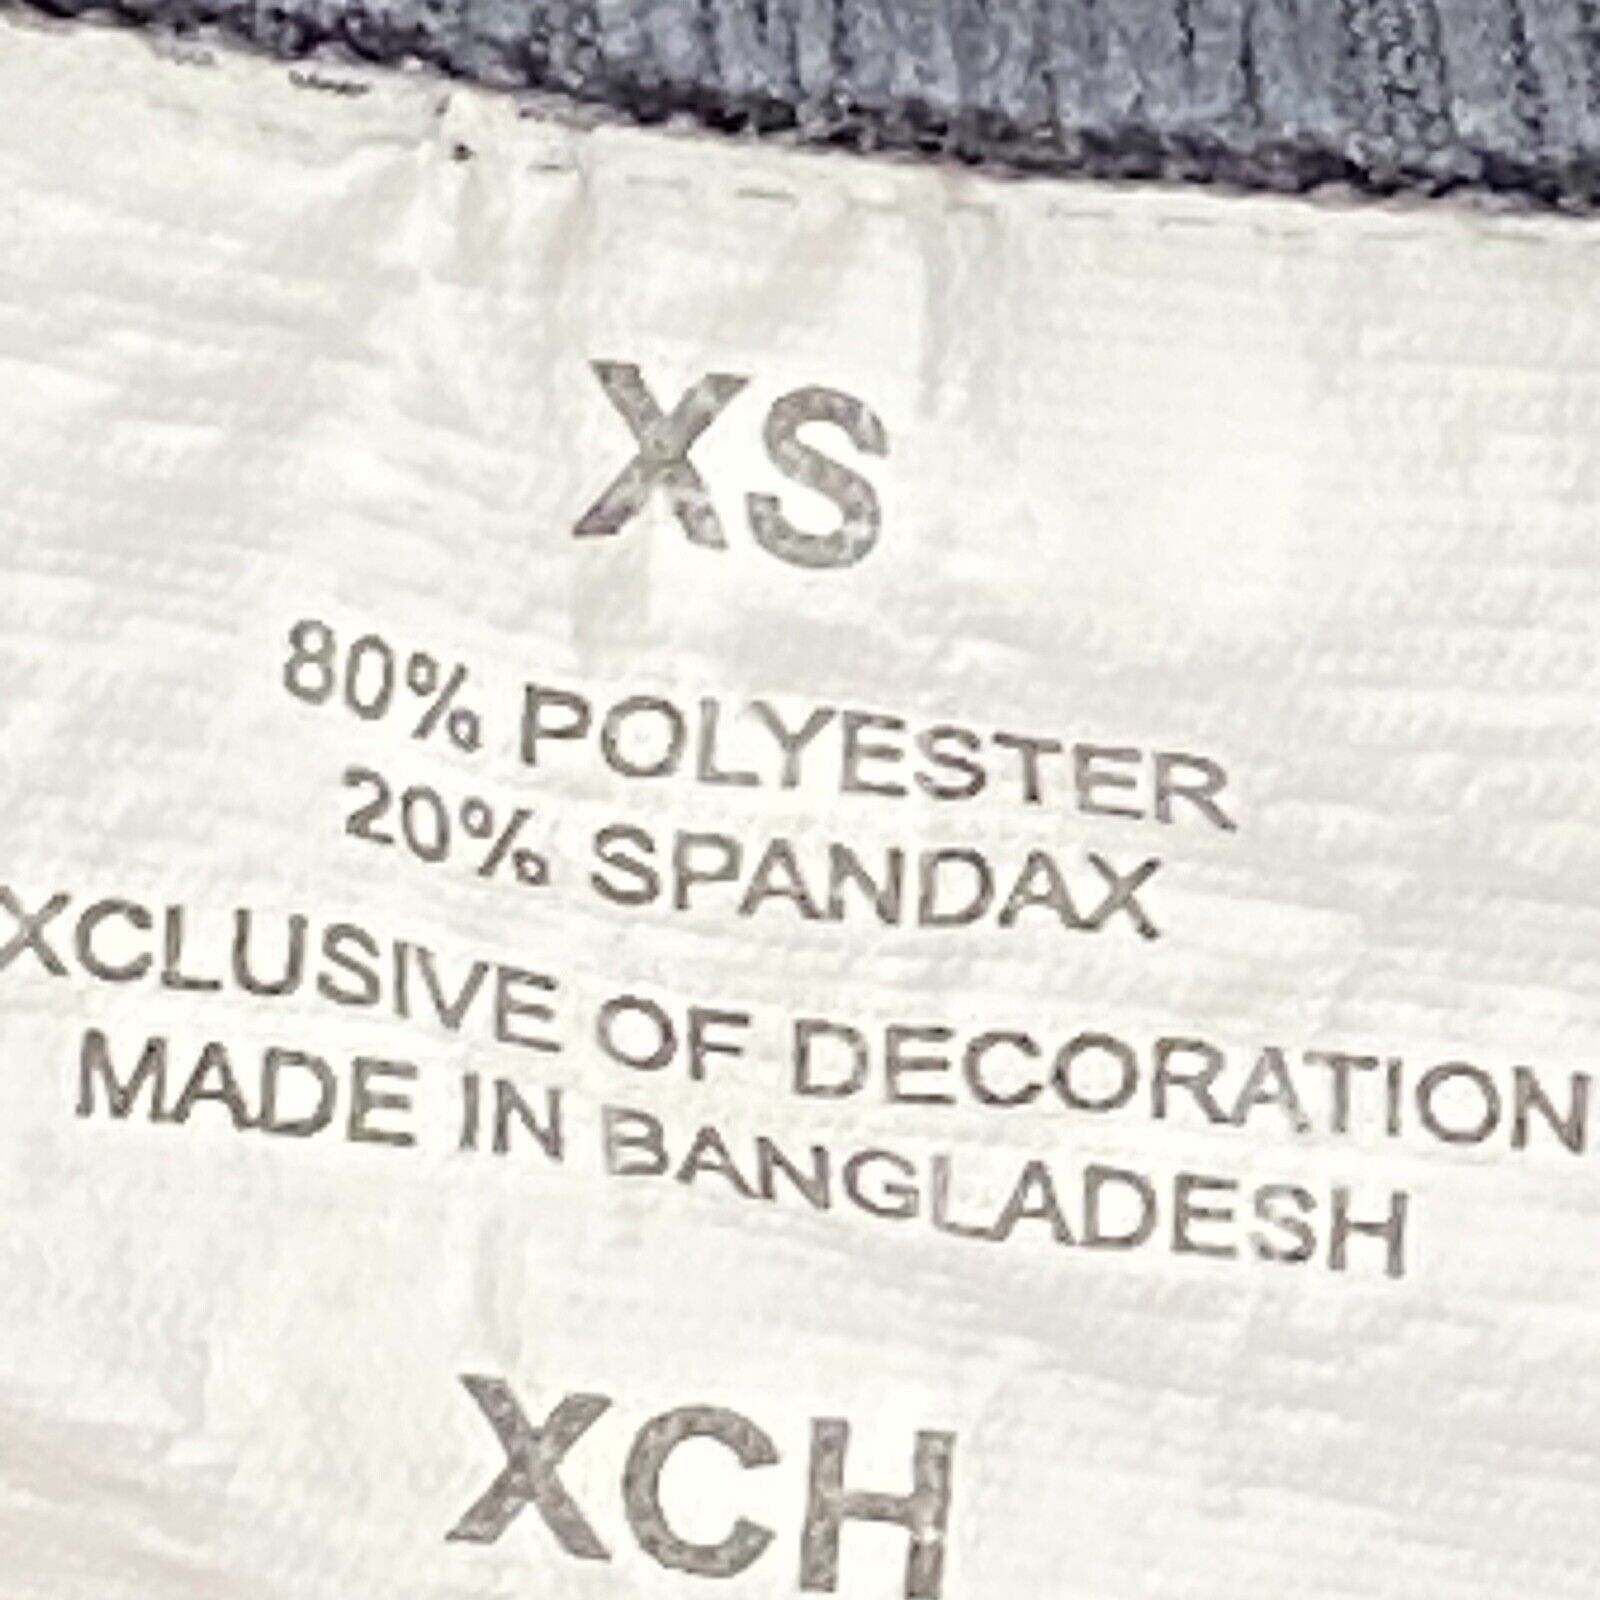 XS
80% POLYESTER
20% SPANDAX
XCLUSIVE OF DECORATION
MADE IN BANGLADESH
XCH